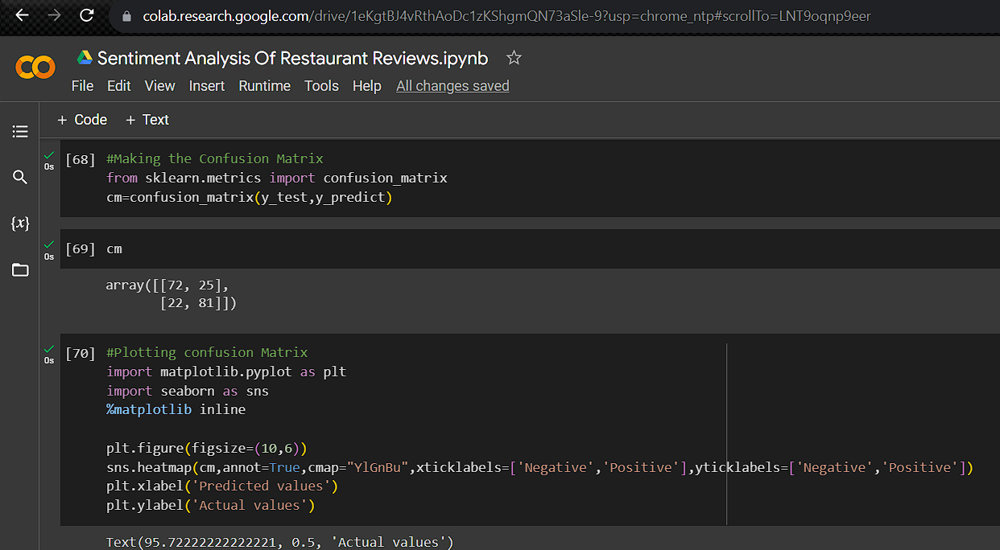 colab.research.google.com/drive/1eKgtBJ4vRthAoDc1zKShgmQN73aSle-9?usp=chrome_ntp#scrollTo=LNT9oqnp9eer
Sentiment Analysis Of Restaurant Reviews.ipynb
File Edit View Insert Runtime Tools Help All changes saved
+ Code + Text
[68] #Making the Confusion Matrix
0s
from sklearn.metrics import confusion_matrix
cm=confusion_matrix(y_test,y_predict)
{x}
[69] cm
0s
array([[72, 25],
[22, 81]])
[70] #Plotting confusion Matrix
0s
import matplotlib.pyplot as plt
import seaborn as sns
%matplotlib inline
plt.figure(figsize=(10,6))
sns.heatmap(cm,annot=True,cmap="YlGnBu",xticklabels=['Negative','Positive'],yticklabels=['Negative','Positive'])
plt.xlabel('Predicted values')
plt.ylabel('Actual values')
Text(95.72222222222221, 0.5, 'Actual values')